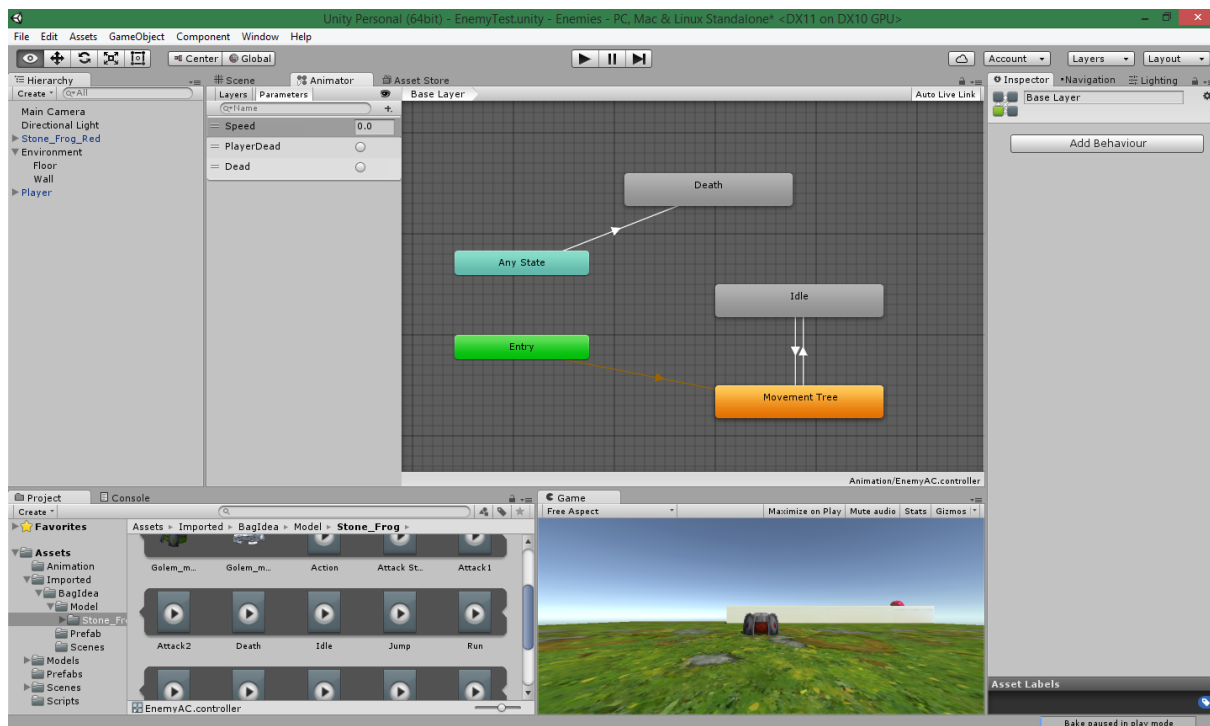 Unity Personal (64bit) - EnemyTest.unity - Enemies - PC, Mac & Linux Standalone* <DX11 on DX10 GPU>
File Edit Assets GameObject Component Window Help
Center Global Account Layers Layout
Hierarchy
Create All
Main Camera
Directional Light
Stone_Frog_Red
Environment
Floor
Wall
Player
Scene Animator Asset Store
Layers Parameters
Name
Speed 0.0
PlayerDead
Dead
Base Layer Auto Live Link
Death
Any State
Idle
Entry
Movement Tree
Animation/EnemyAC.controller
Inspector Navigation Lighting
Base Layer
Add Behaviour
Project Console
Create
Favorites
Assets
Animation
Imported
BagIdea
Model
Stone_Fr
Prefab
Scenes
Models
Prefabs
Scenes
Scripts
Assets Imported BagIdea Model Stone_Frog
Golem_m... Golem_m... Action Attack St... Attack1
Attack2 Death Idle Jump Run
EnemyAC.controller
Game
Free Aspect Maximize on Play Mute audio Stats Gizmos
Asset Labels
Bake paused in play mode